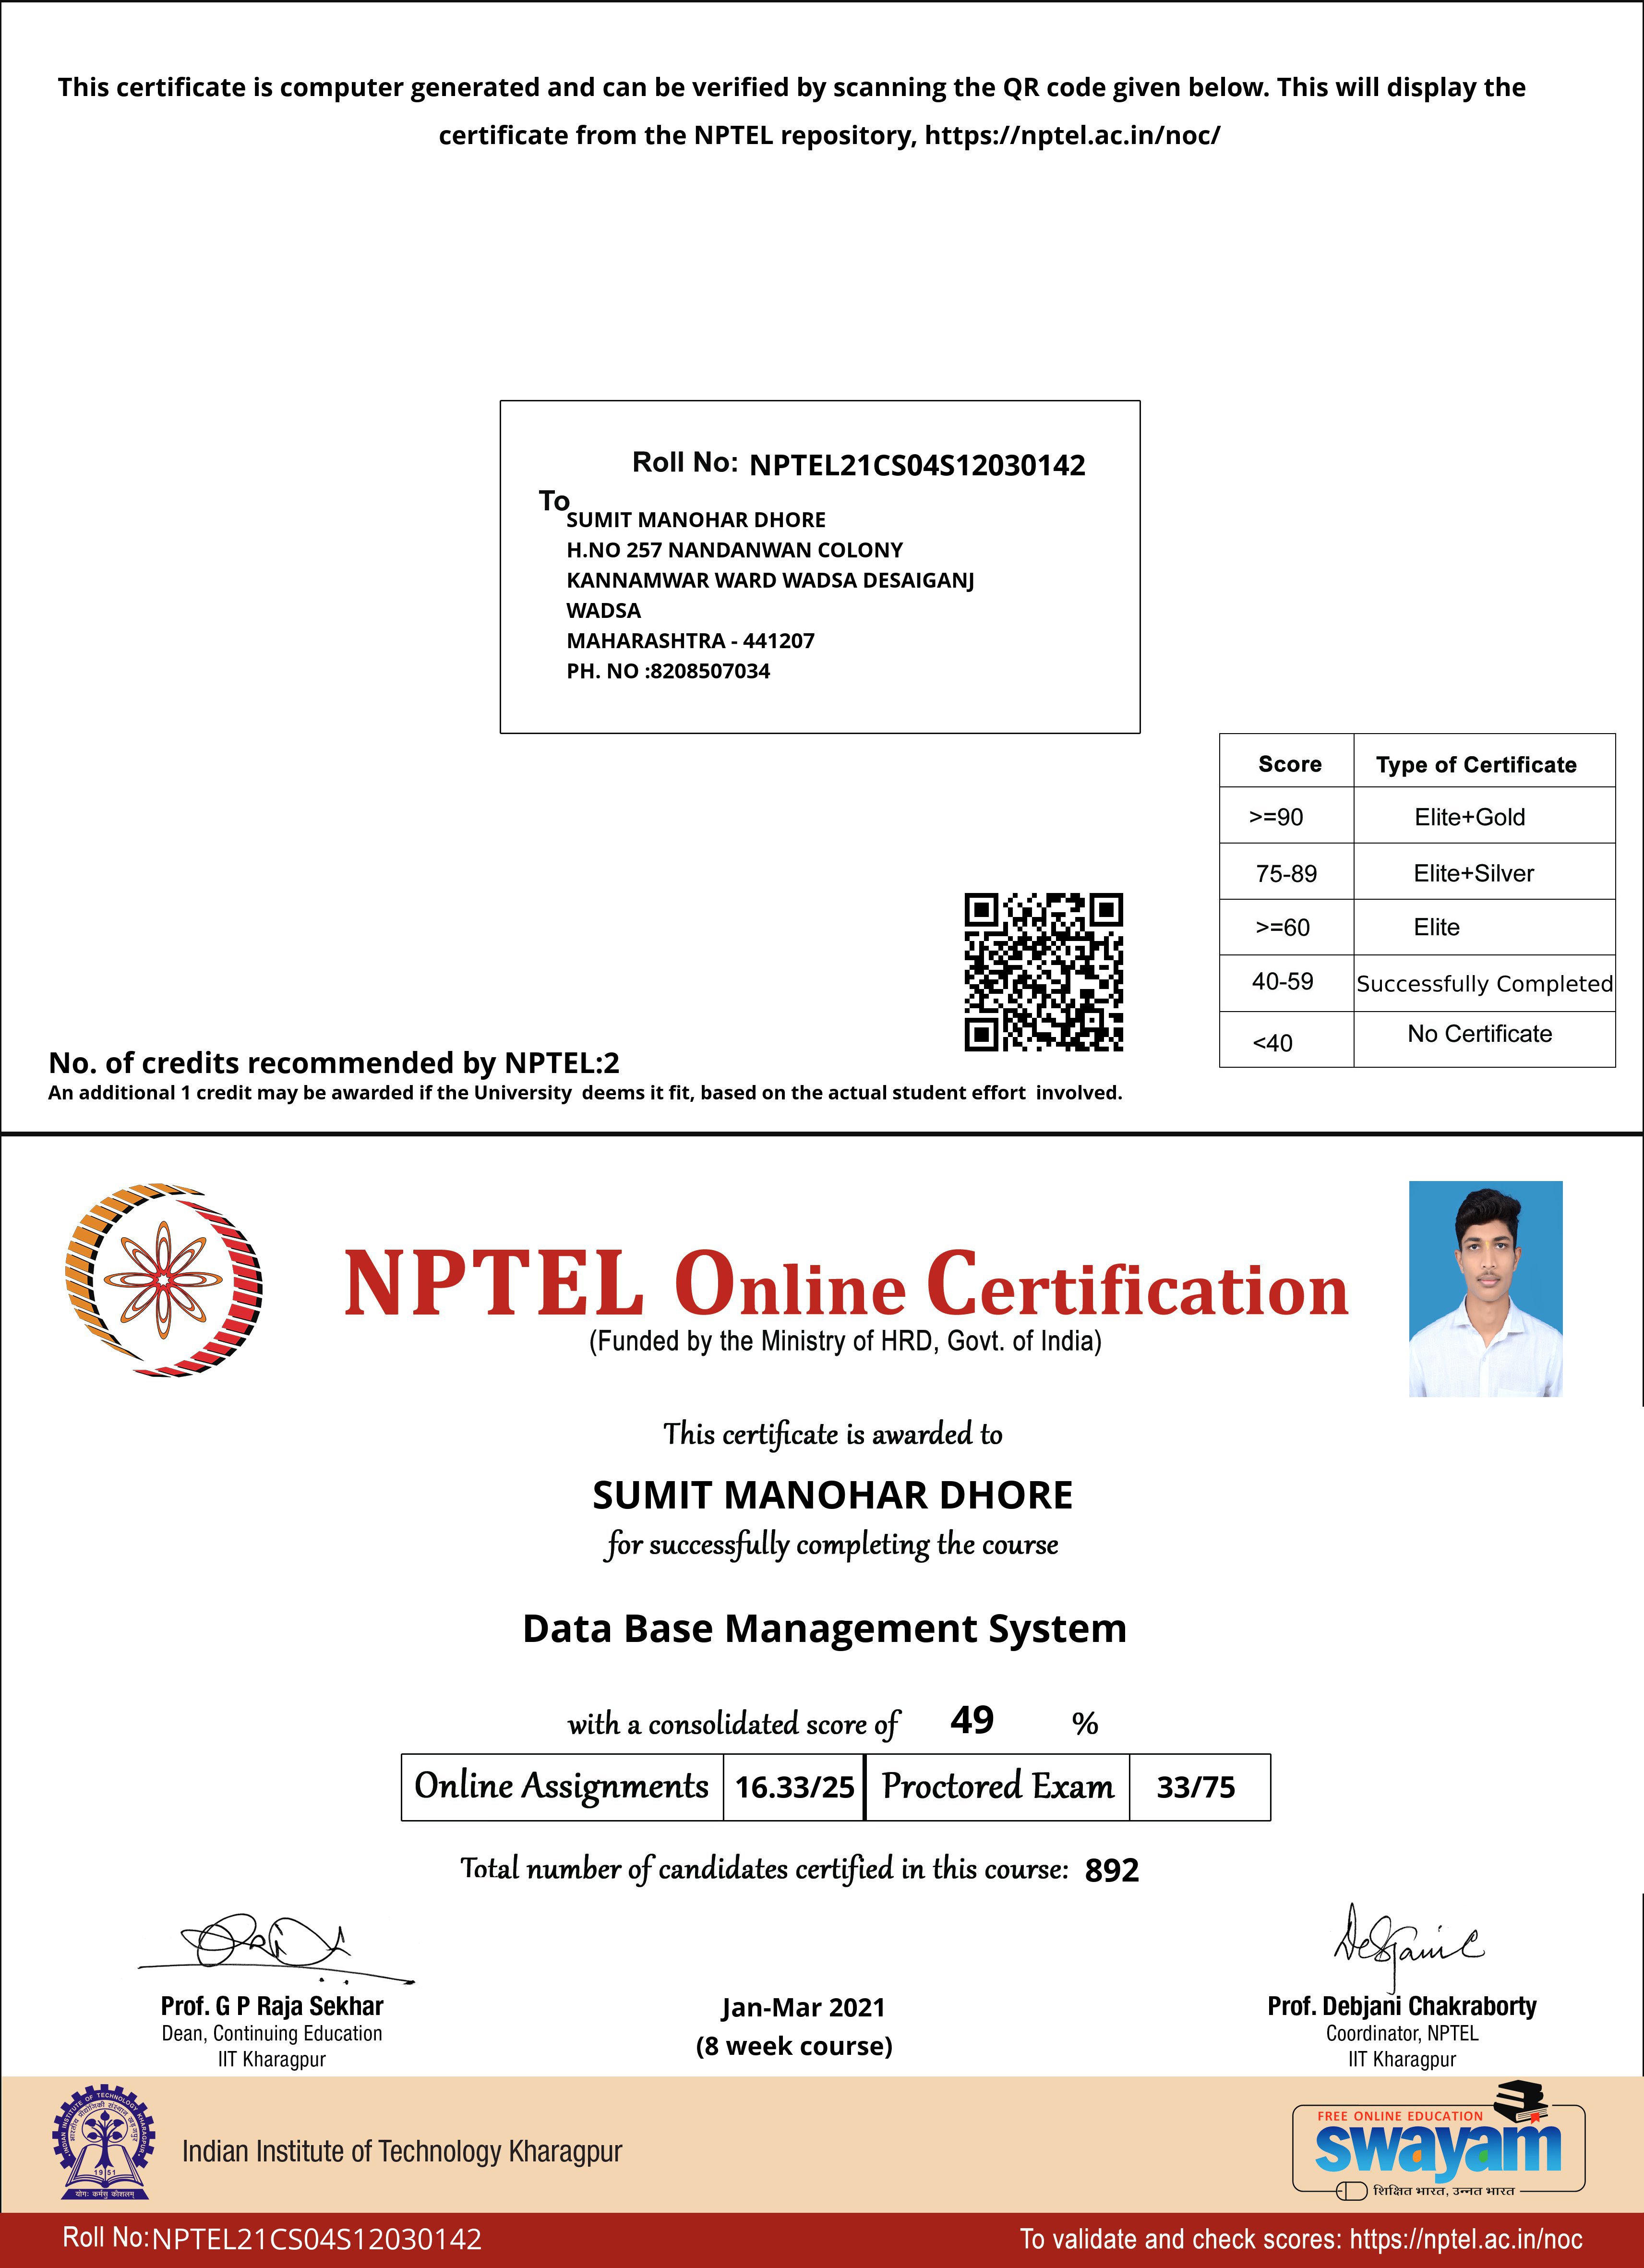 This certificate is computer generated and can be verified by scanning the QR code given below. This will display the
certificate from the NPTEL repository, https://nptel.ac.in/noc/
Roll No: NPTEL21CS04S12030142
To
SUMIT MANOHAR DHORE
H.NO 257 NANDANWAN COLONY
KANNAMWAR WARD WADSA DESAIGANJ
WADSA
MAHARASHTRA - 441207
PH. NO :8208507034
Score Type of Certificate
>=90 Elite+Gold
75-89 Elite+Silver
>=60 Elite
40-59 Successfully Completed
<40 No Certificate
No. of credits recommended by NPTEL:2
An additional 1 credit may be awarded if the University deems it fit, based on the actual student effort involved.
NPTEL Online Certification
(Funded by the Ministry of HRD, Govt. of India)
This certificate is awarded to
SUMIT MANOHAR DHORE
for successfully completing the course
Data Base Management System
with a consolidated score of 49 %
Online Assignments 16.33/25 Proctored Exam 33/75
Total number of candidates certified in this course: 892
Prof. G P Raja Sekhar
Dean, Continuing Education
IIT Kharagpur
Jan-Mar 2021
(8 week course)
Prof. Debjani Chakraborty
Coordinator, NPTEL
IIT Kharagpur
INDIAN INSTITUTE OF TECHNOLOGY KHARAGPUR
1951
योगः कर्मसु कौशलम्
Indian Institute of Technology Kharagpur
FREE ONLINE EDUCATION
swayam
शिक्षित भारत, उन्नत भारत
Roll No: NPTEL21CS04S12030142
To validate and check scores: https://nptel.ac.in/noc